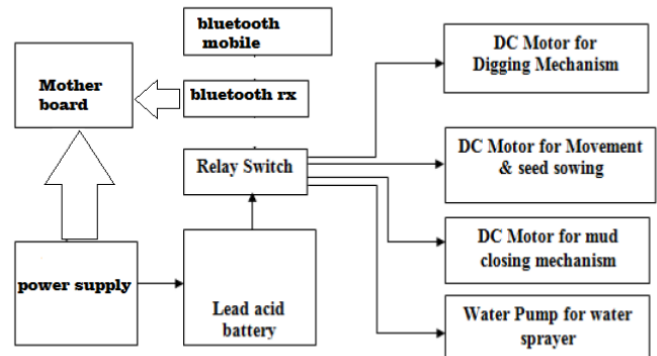 bluetooth
mobile
DC Motor for
Digging Mechanism
Mother
board
bluetooth rx
Relay Switch
DC Motor for Movement
& seed sowing
DC Motor for mud
closing mechanism
power supply
Lead acid
battery
Water Pump for water
sprayer